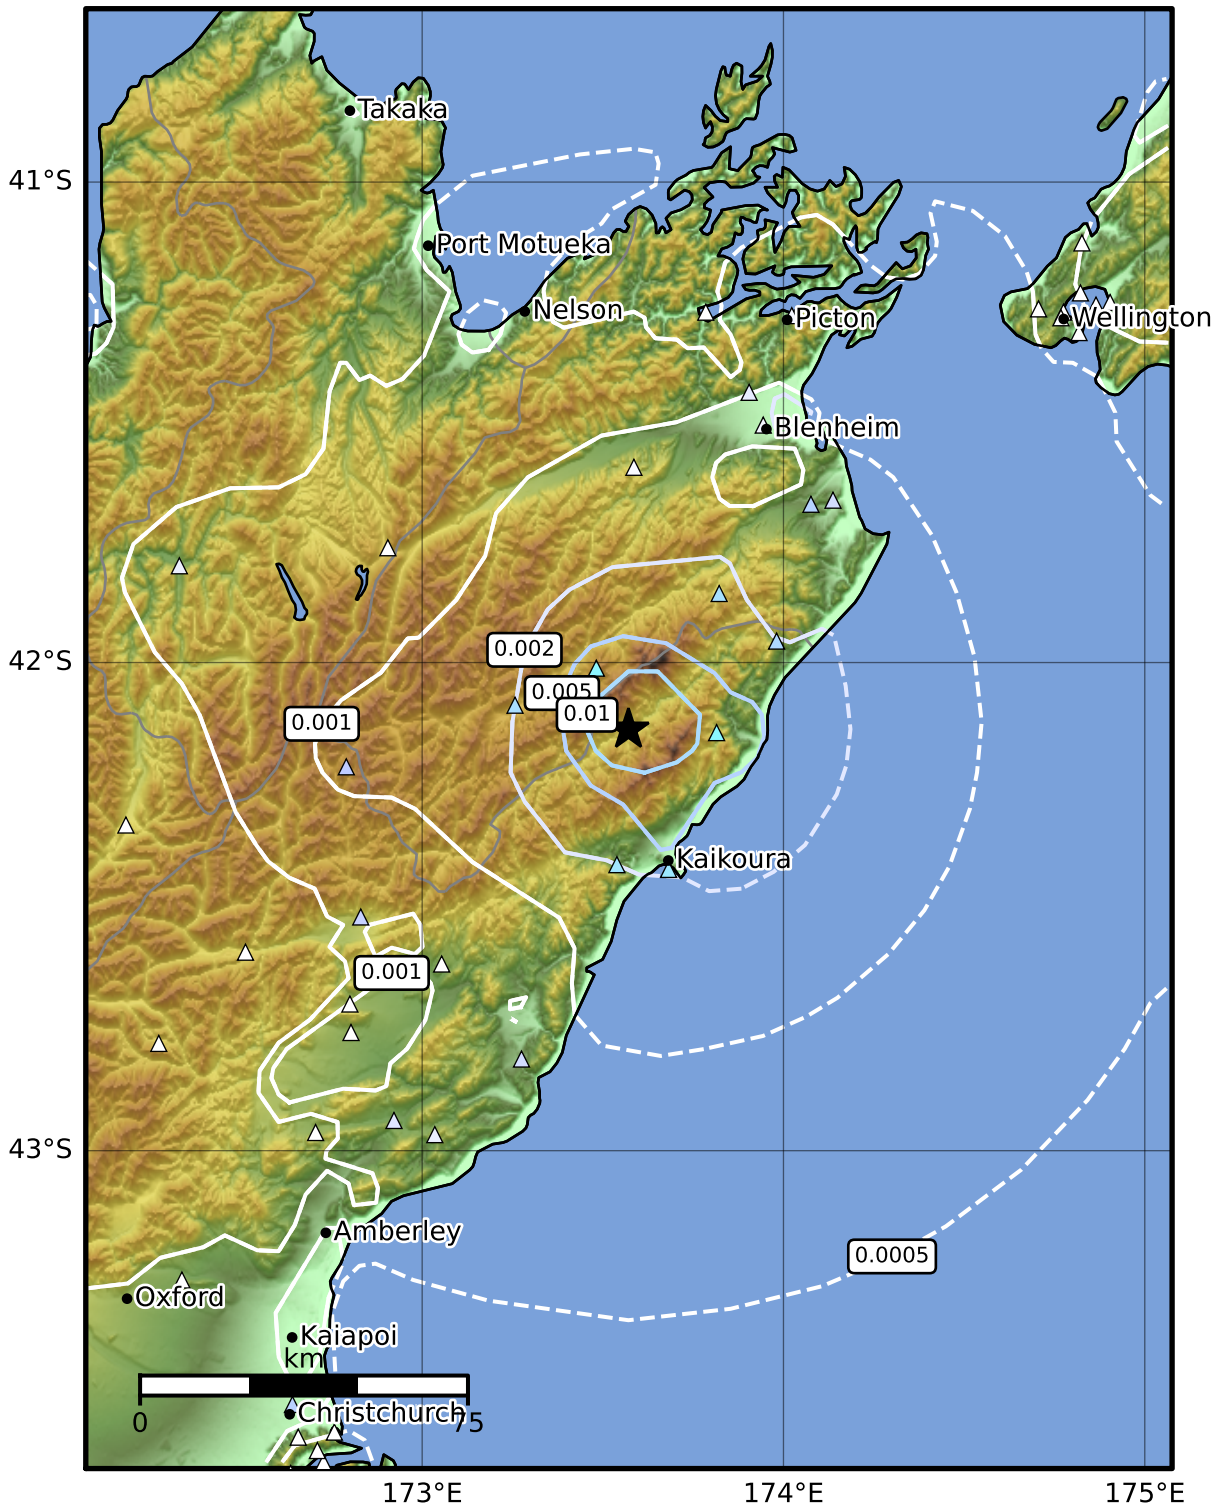 Takaka
41°S
Port Motueka
Nelson
Picton
Wellington
Blenheim
0.002
42°S
0.005
0.01
0.001
Kaikoura
0.001
43°S
Amberley
0.0005
Oxford
Kaiapoi
km
Christchurch
0
75
173°E
174°E
175°E